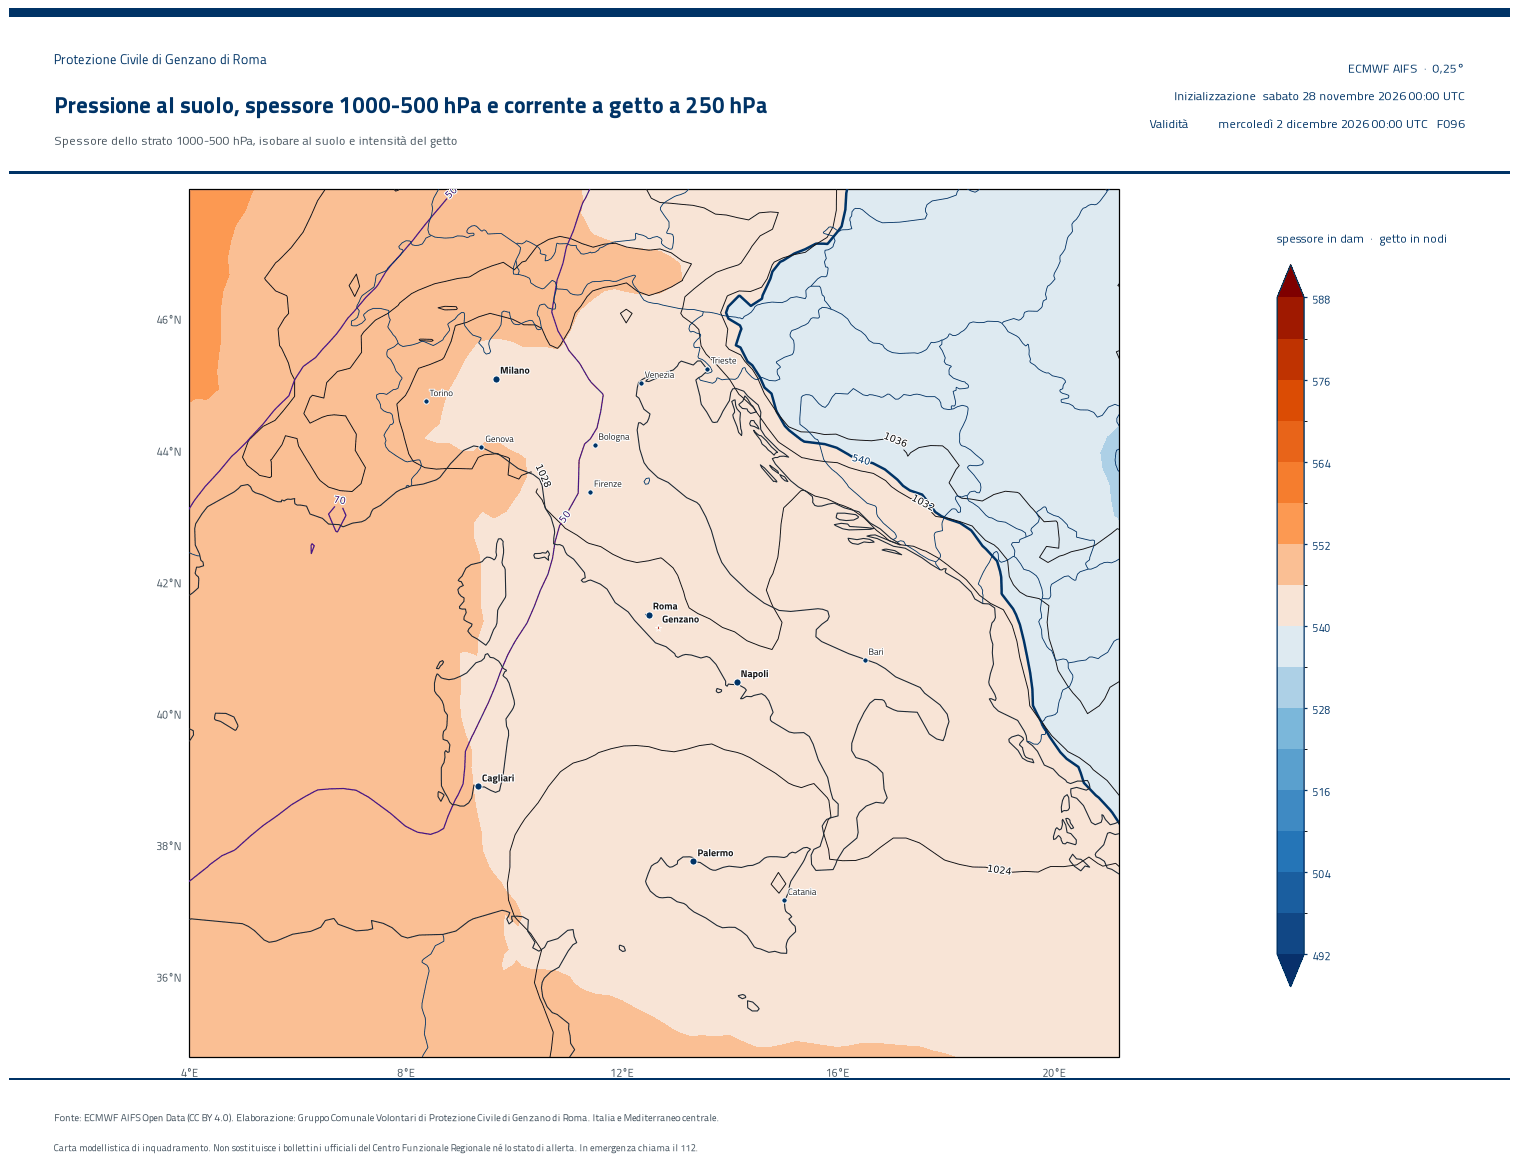 Protezione Civile di Genzano di Roma
Pressione al suolo, spessore 1000-500 hPa e corrente a getto a 250 hPa
Spessore dello strato 1000-500 hPa, isobare al suolo e intensità del getto
ECMWF AIFS · 0,25°
Inizializzazione sabato 28 novembre 2026 00:00 UTC
Validità mercoledì 2 dicembre 2026 00:00 UTC F096
spessore in dam · getto in nodi
588
576
564
552
540
528
516
504
492
46°N
44°N
42°N
40°N
38°N
36°N
4°E
8°E
12°E
16°E
20°E
50
Trieste
Milano
Venezia
Torino
Genova
Bologna
1036
540
1028
Firenze
70
1032
50
Roma
Genzano
Bari
Napoli
Cagliari
Palermo
1024
Catania
Fonte: ECMWF AIFS Open Data (CC BY 4.0). Elaborazione: Gruppo Comunale Volontari di Protezione Civile di Genzano di Roma. Italia e Mediterraneo centrale.
Carta modellistica di inquadramento. Non sostituisce i bollettini ufficiali del Centro Funzionale Regionale né lo stato di allerta. In emergenza chiama il 112.